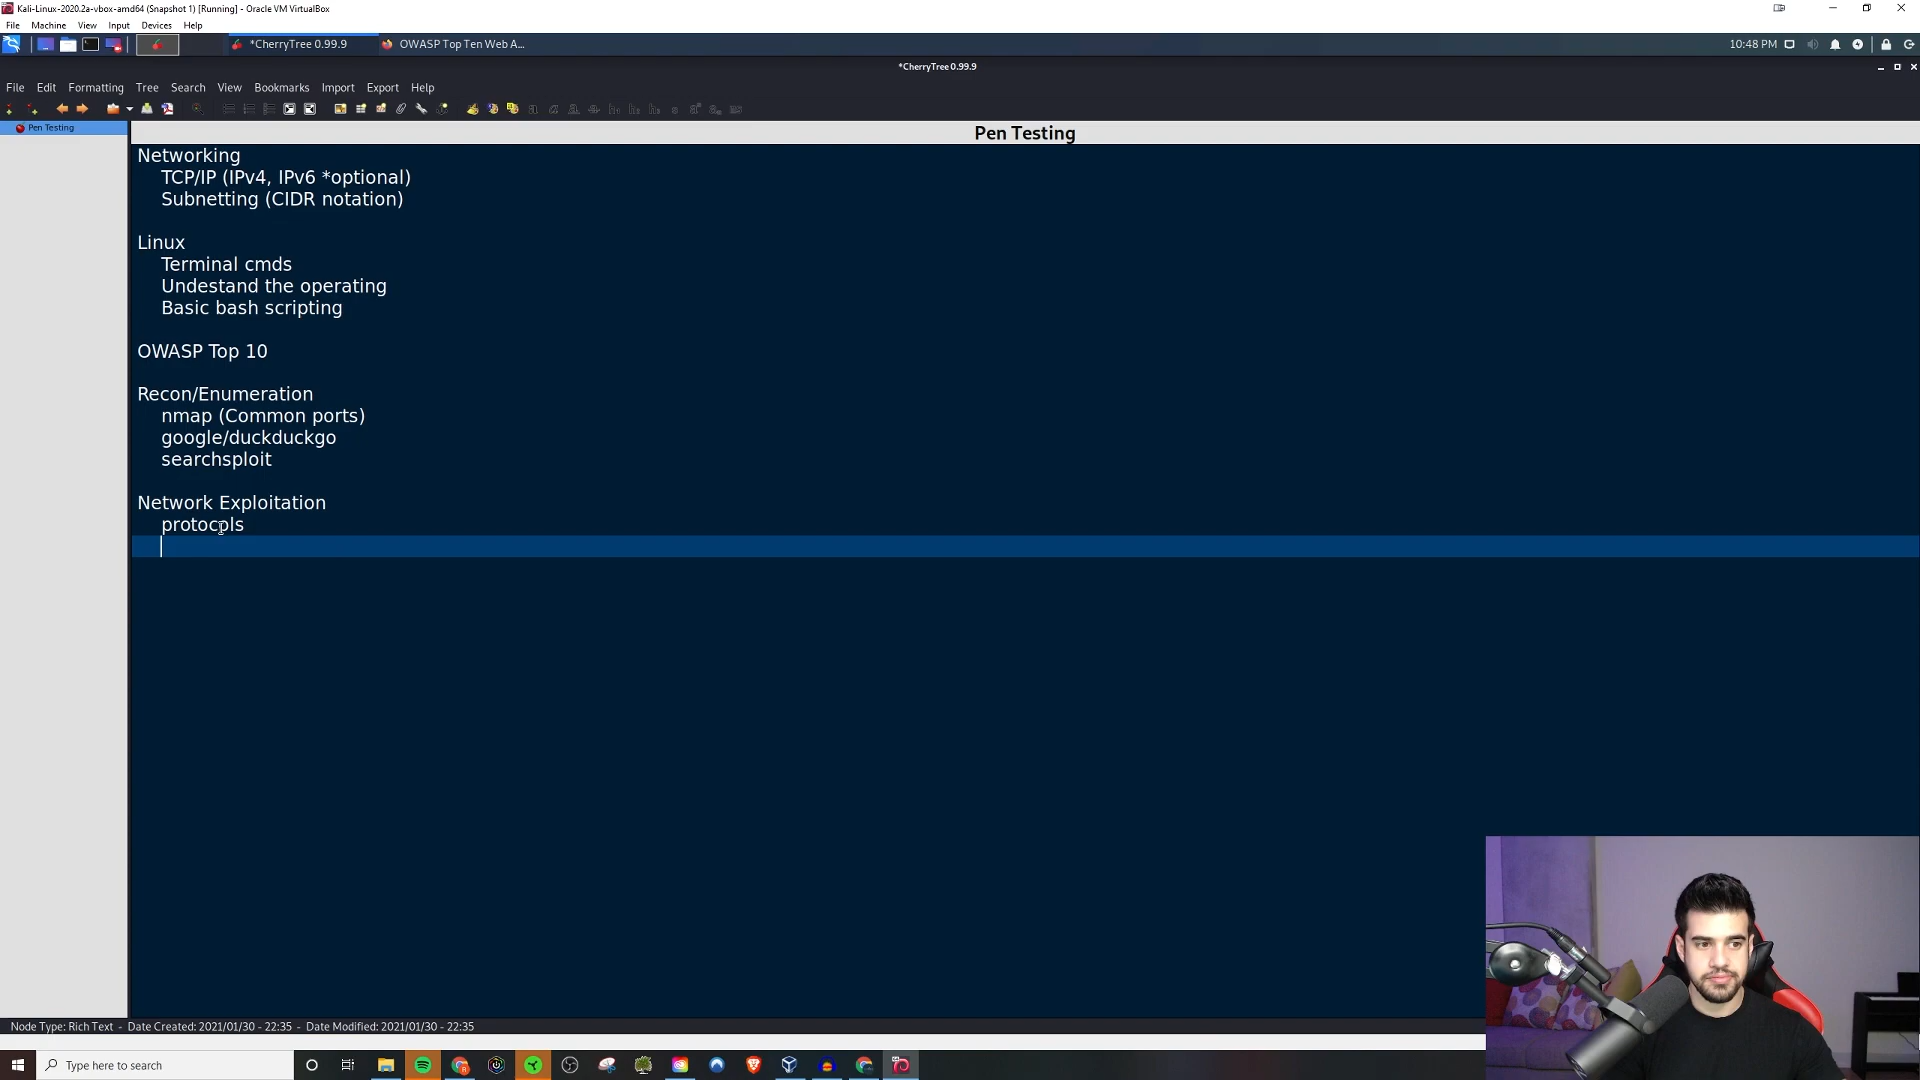 Kali-Linux-2020.2a-vbox-amd64 (Snapshot 1) [Running] - Oracle VM VirtualBox
File Machine View Input Devices Help
*CherryTree 0.99.9
OWASP Top Ten Web A...
10:48 PM
*CherryTree 0.99.9
File Edit Formatting Tree Search View Bookmarks Import Export Help
Pen Testing
Pen Testing
Networking
TCP/IP (IPv4, IPv6 *optional)
Subnetting (CIDR notation)
Linux
Terminal cmds
Undestand the operating
Basic bash scripting
OWASP Top 10
Recon/Enumeration
nmap (Common ports)
google/duckduckgo
searchsploit
Network Exploitation
protocols
Node Type: Rich Text - Date Created: 2021/01/30 - 22:35 - Date Modified: 2021/01/30 - 22:35
Type here to search